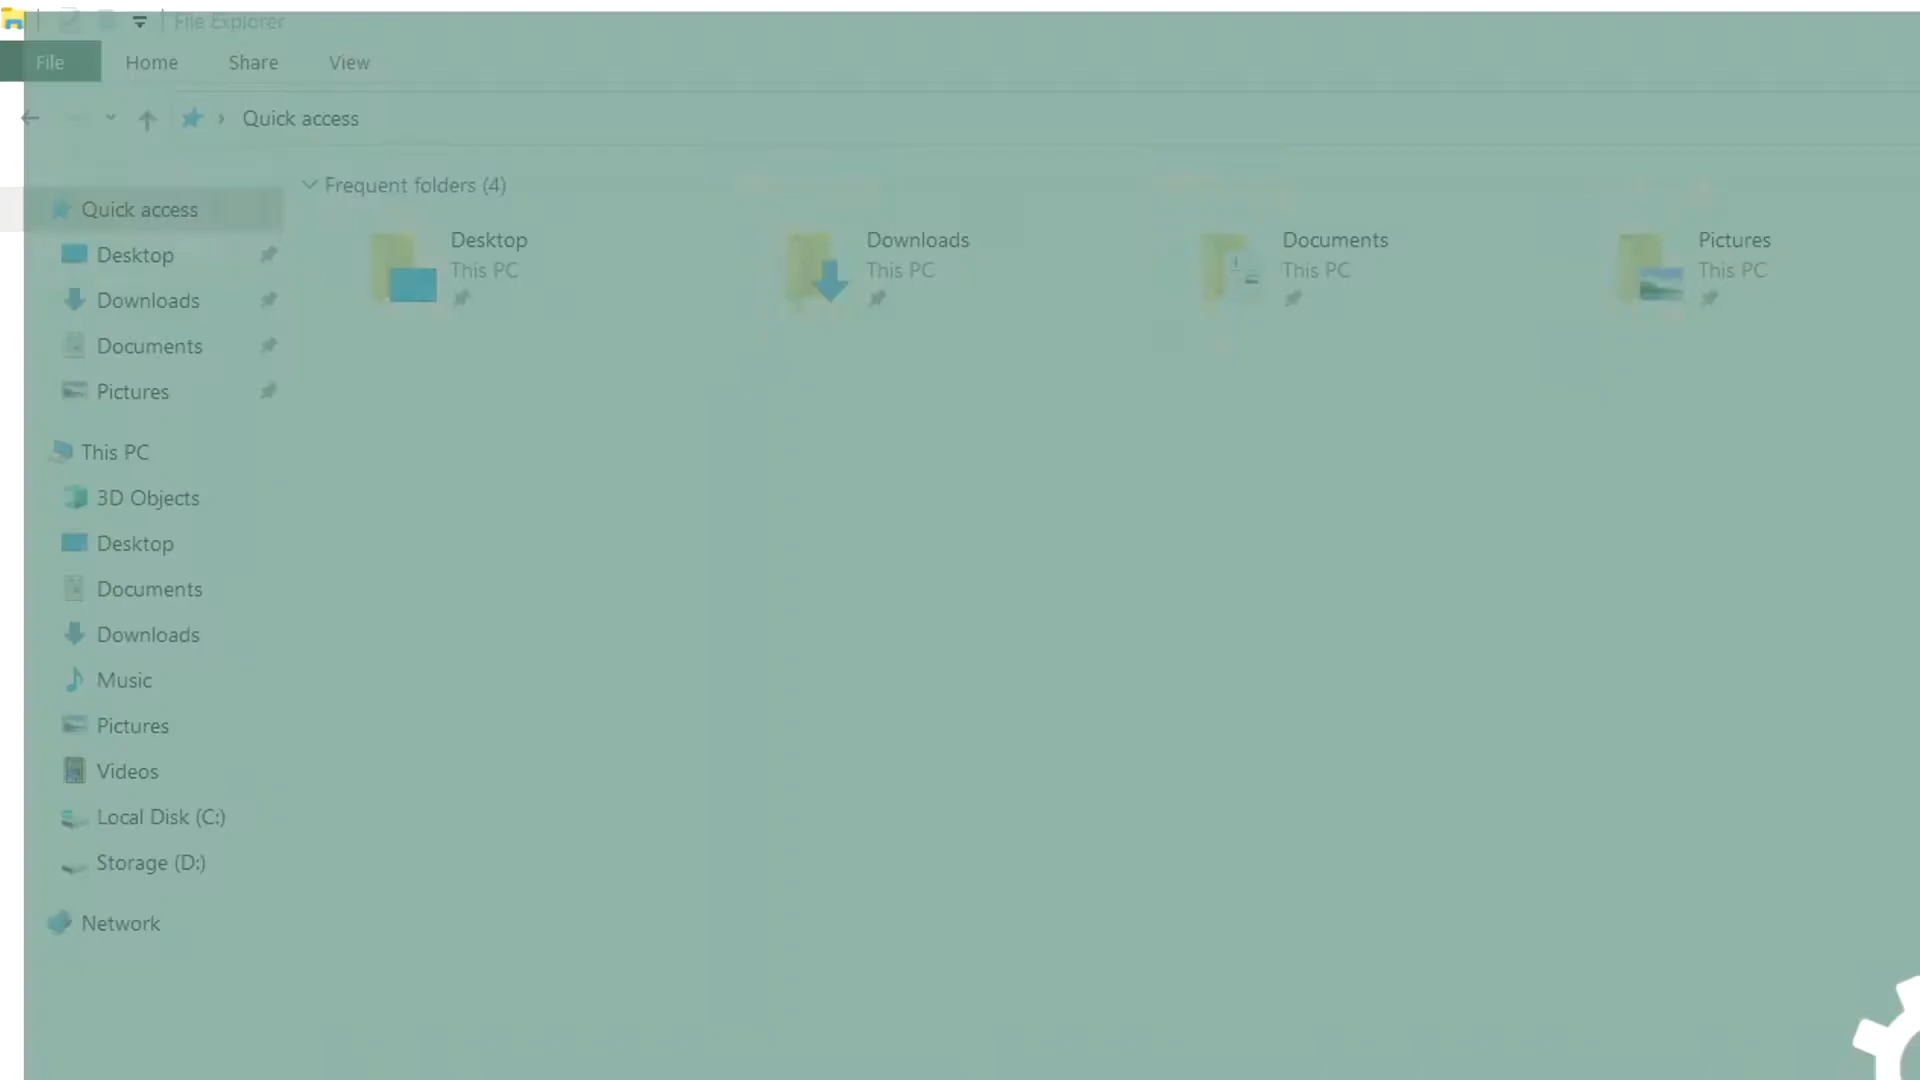 File Explorer
File Home Share View
Quick access
Quick access
Desktop
Downloads
Documents
Pictures
This PC
3D Objects
Desktop
Documents
Downloads
Music
Pictures
Videos
Local Disk (C:)
Storage (D:)
Network
Frequent folders (4)
Desktop
This PC
Downloads
This PC
Documents
This PC
Pictures
This PC